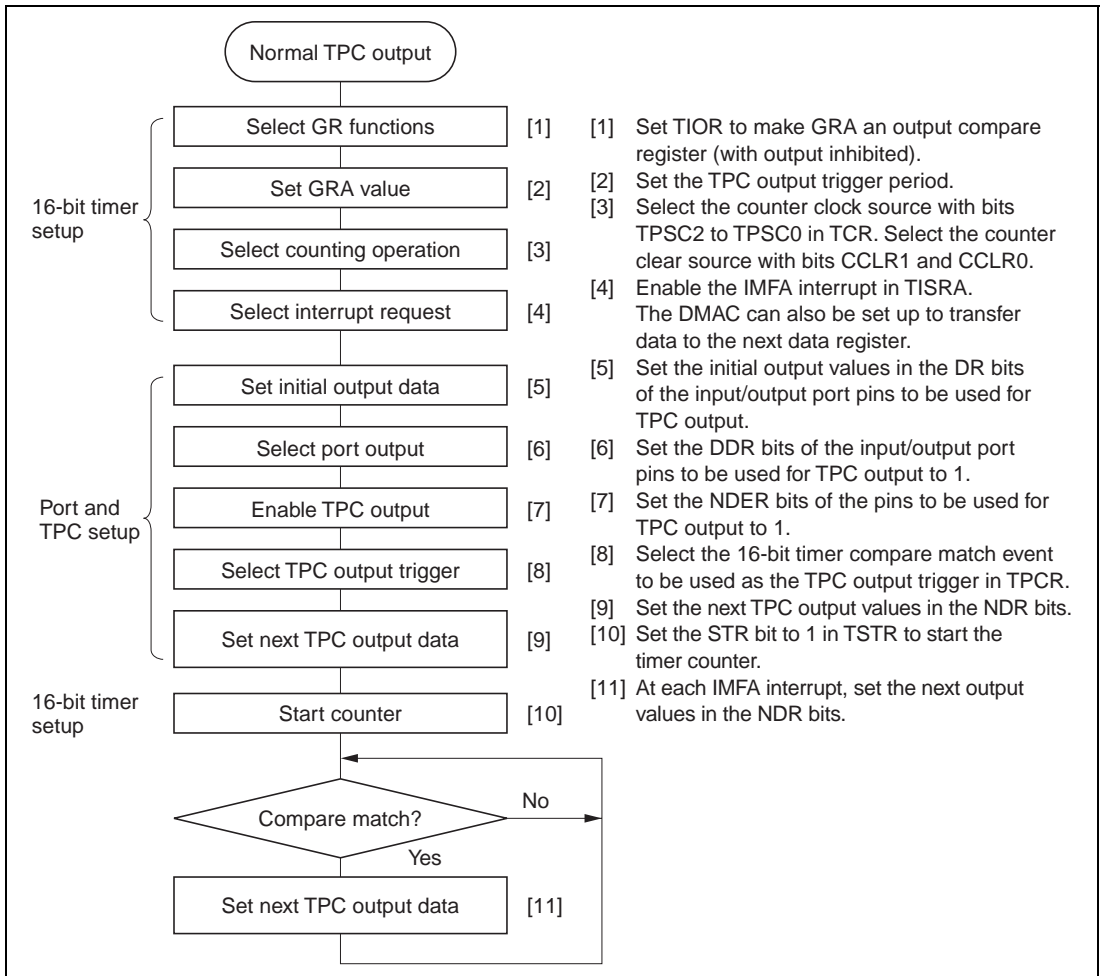 Normal TPC output
16-bit timer
setup
Select GR functions [1]
Set GRA value [2]
Select counting operation [3]
Select interrupt request [4]
Port and
TPC setup
Set initial output data [5]
Select port output [6]
Enable TPC output [7]
Select TPC output trigger [8]
Set next TPC output data [9]
16-bit timer
setup
Start counter [10]
Compare match?
No
Yes
Set next TPC output data [11]
[1] Set TIOR to make GRA an output compare
register (with output inhibited).
[2] Set the TPC output trigger period.
[3] Select the counter clock source with bits
TPSC2 to TPSC0 in TCR. Select the counter
clear source with bits CCLR1 and CCLR0.
[4] Enable the IMFA interrupt in TISRA.
The DMAC can also be set up to transfer
data to the next data register.
[5] Set the initial output values in the DR bits
of the input/output port pins to be used for
TPC output.
[6] Set the DDR bits of the input/output port
pins to be used for TPC output to 1.
[7] Set the NDER bits of the pins to be used for
TPC output to 1.
[8] Select the 16-bit timer compare match event
to be used as the TPC output trigger in TPCR.
[9] Set the next TPC output values in the NDR bits.
[10] Set the STR bit to 1 in TSTR to start the
timer counter.
[11] At each IMFA interrupt, set the next output
values in the NDR bits.